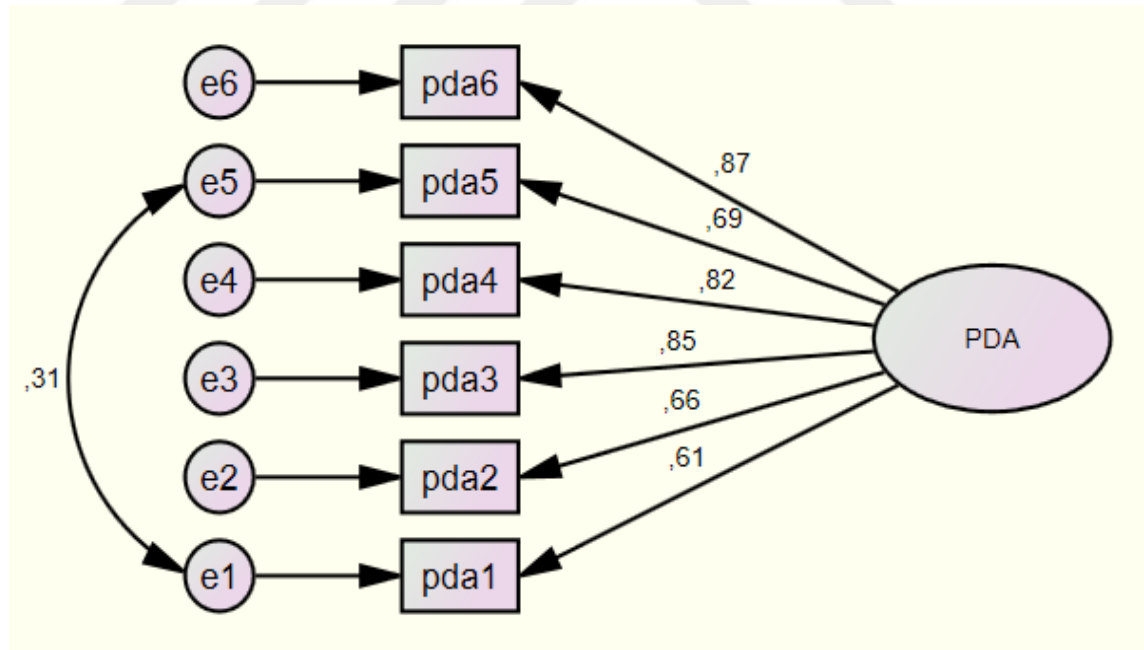 e6
pda6
,87
e5
pda5
,69
e4
pda4
,82
PDA
e3
pda3
,85
,31
e2
pda2
,66
e1
pda1
,61